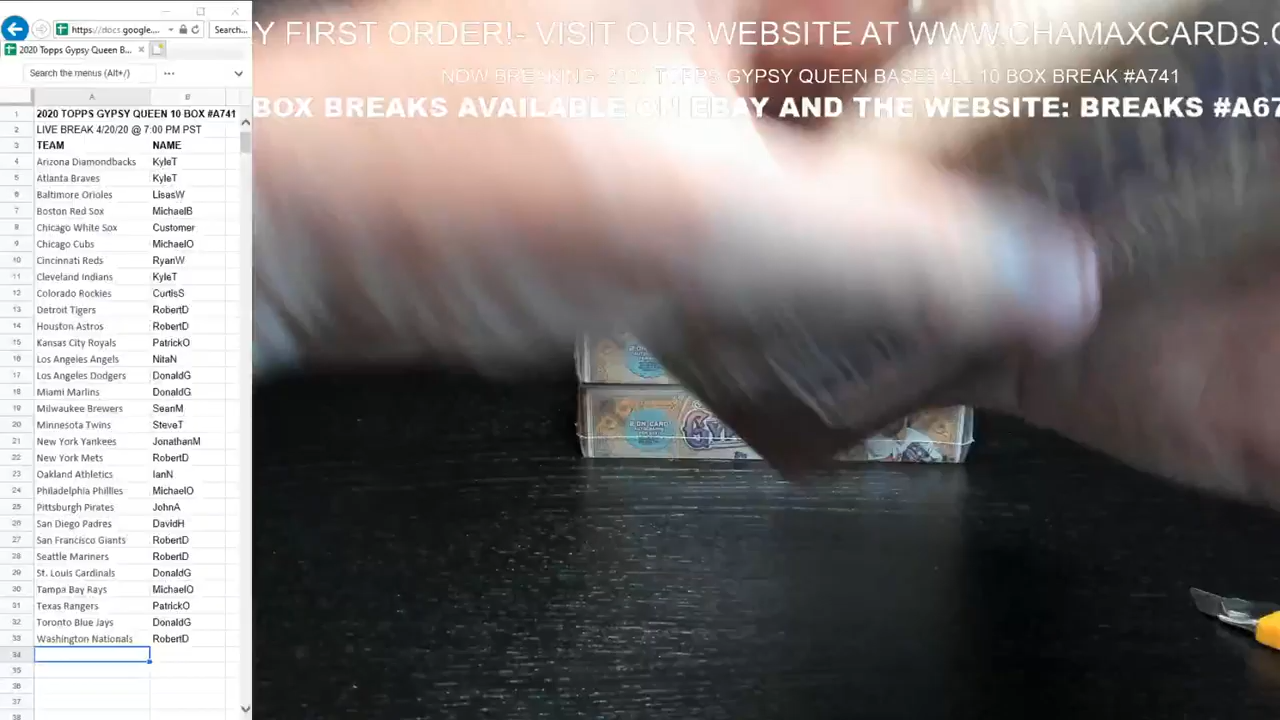 https://docs.google....
Search...
2020 Topps Gypsy Queen B...
Search the menus (Alt+/)
A B
1 2020 TOPPS GYPSY QUEEN 10 BOX #A741
2 LIVE BREAK 4/20/20 @ 7:00 PM PST
3 TEAM NAME
4 Arizona Diamondbacks KyleT
5 Atlanta Braves KyleT
6 Baltimore Orioles LisasW
7 Boston Red Sox MichaelB
8 Chicago White Sox Customer
9 Chicago Cubs MichaelO
10 Cincinnati Reds RyanW
11 Cleveland Indians KyleT
12 Colorado Rockies CurtisS
13 Detroit Tigers RobertD
14 Houston Astros RobertD
15 Kansas City Royals PatrickO
16 Los Angeles Angels NitaN
17 Los Angeles Dodgers DonaldG
18 Miami Marlins DonaldG
19 Milwaukee Brewers SeanM
20 Minnesota Twins SteveT
21 New York Yankees JonathanM
22 New York Mets RobertD
23 Oakland Athletics IanN
24 Philadelphia Phillies MichaelO
25 Pittsburgh Pirates JohnA
26 San Diego Padres DavidH
27 San Francisco Giants RobertD
28 Seattle Mariners RobertD
29 St. Louis Cardinals DonaldG
30 Tampa Bay Rays MichaelO
31 Texas Rangers PatrickO
32 Toronto Blue Jays DonaldG
33 Washington Nationals RobertD
34
35
36
37
38
Y FIRST ORDER!- VISIT OUR WEBSITE AT WWW.CHAMAXCARDS.C
NOW BREAKING: 2020 TOPPS GYPSY QUEEN BASEBALL 10 BOX BREAK #A741
BOX BREAKS AVAILABLE ON EBAY AND THE WEBSITE: BREAKS #A67
2 ON-CARD